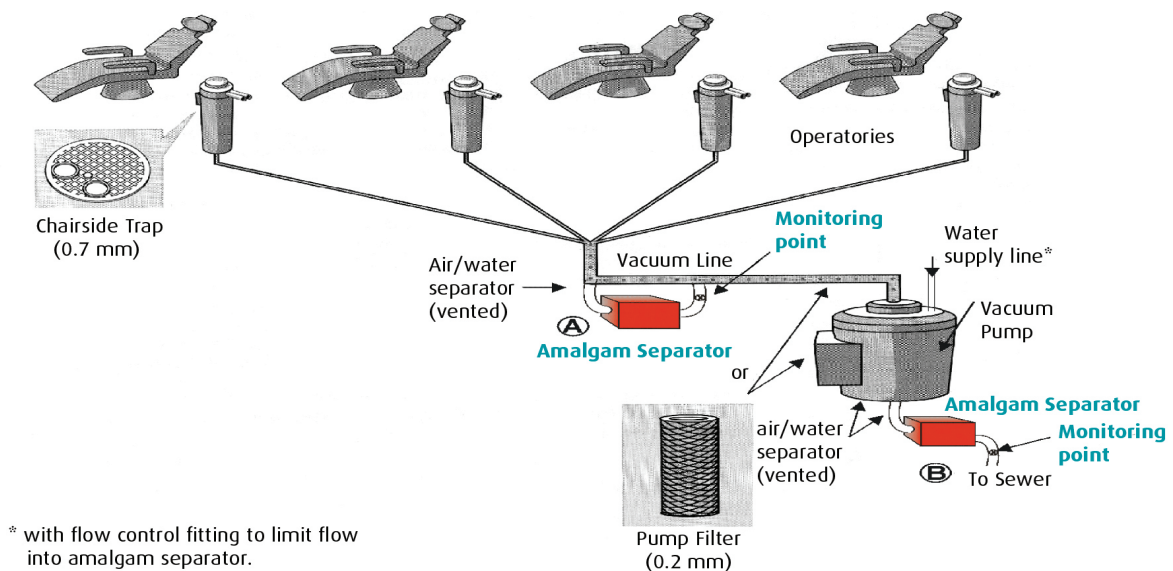 Operatories
Chairside Trap
(0.7 mm)
Monitoring
point
Water
supply line*
Air/water
separator
(vented)
Vacuum Line
A
Amalgam Separator
Vacuum
Pump
or
air/water
separator
(vented)
Amalgam Separator
Monitoring
point
B
To Sewer
Pump Filter
(0.2 mm)
* with flow control fitting to limit flow
into amalgam separator.